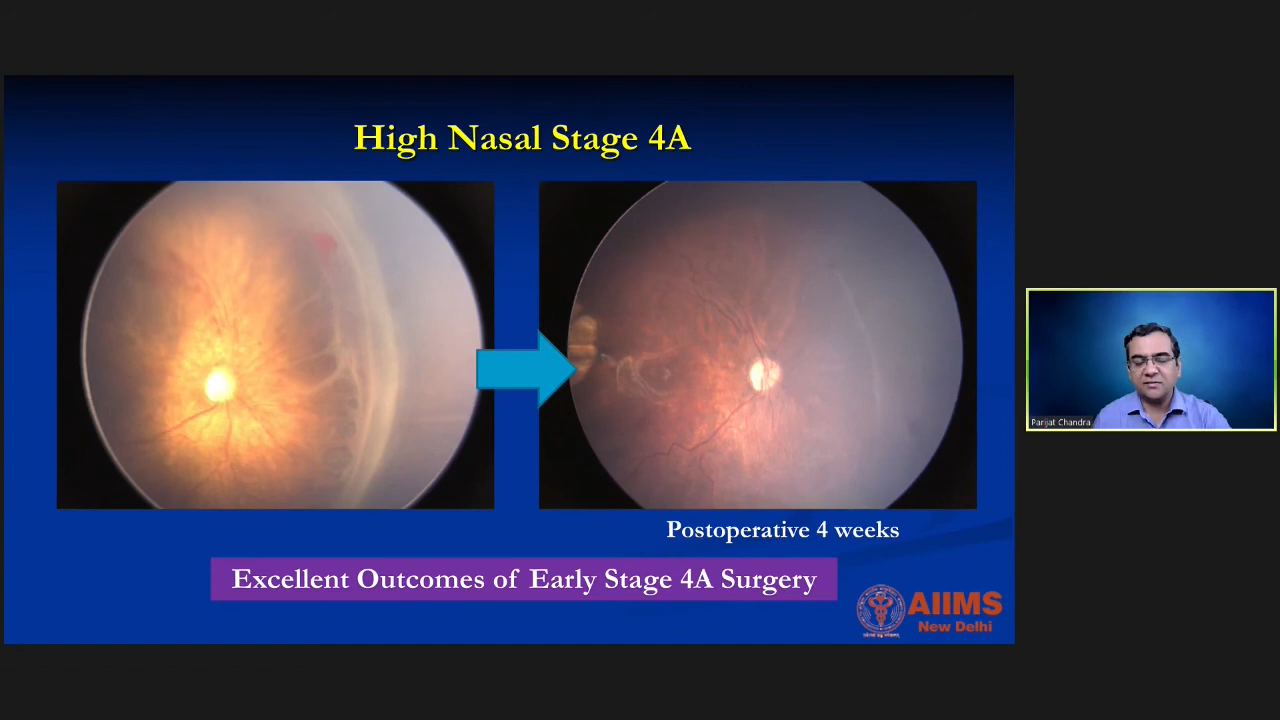 High Nasal Stage 4A
Postoperative 4 weeks
Excellent Outcomes of Early Stage 4A Surgery
AIIMS
New Delhi
Parijat Chandra